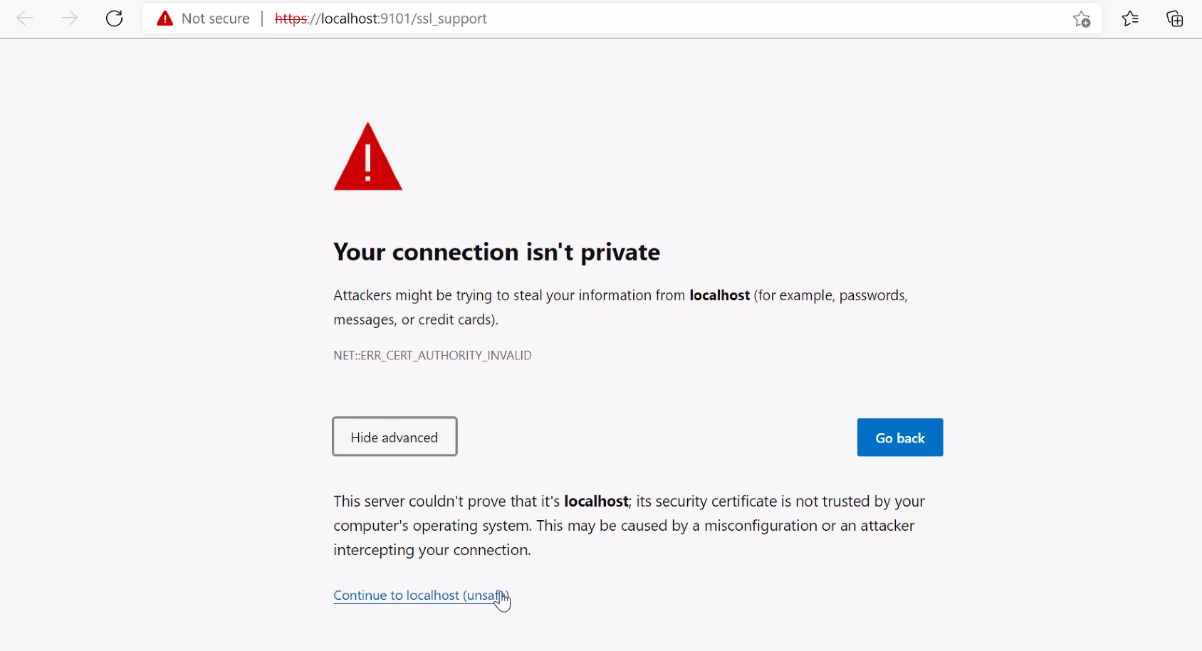 Not secure | https://localhost:9101/ssl_support
Your connection isn't private
Attackers might be trying to steal your information from localhost (for example, passwords,
messages, or credit cards).
NET::ERR_CERT_AUTHORITY_INVALID
Hide advanced
Go back
This server couldn't prove that it's localhost; its security certificate is not trusted by your
computer's operating system. This may be caused by a misconfiguration or an attacker
intercepting your connection.
Continue to localhost (unsafe)